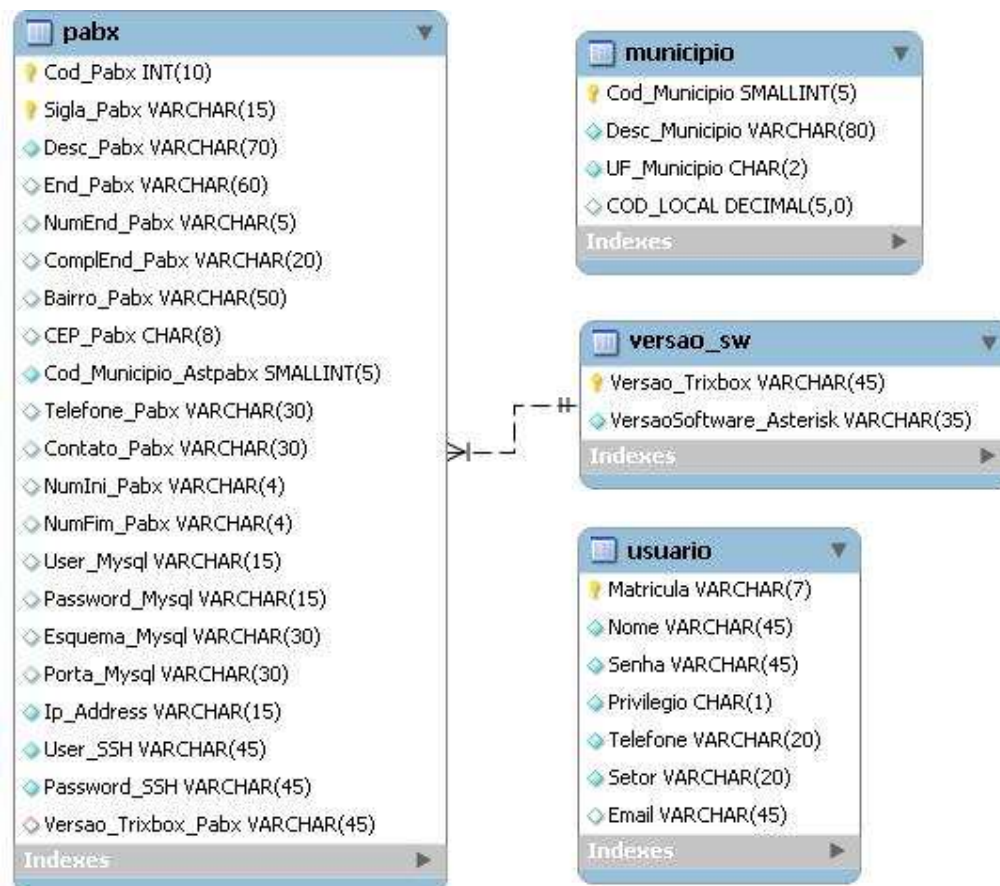 pabx
Cod_Pabx INT(10)
Sigla_Pabx VARCHAR(15)
Desc_Pabx VARCHAR(70)
End_Pabx VARCHAR(60)
NumEnd_Pabx VARCHAR(5)
ComplEnd_Pabx VARCHAR(20)
Bairro_Pabx VARCHAR(50)
CEP_Pabx CHAR(8)
Cod_Municipio_Astpabx SMALLINT(5)
Telefone_Pabx VARCHAR(30)
Contato_Pabx VARCHAR(30)
NumIni_Pabx VARCHAR(4)
NumFim_Pabx VARCHAR(4)
User_Mysql VARCHAR(15)
Password_Mysql VARCHAR(15)
Esquema_Mysql VARCHAR(30)
Porta_Mysql VARCHAR(30)
Ip_Address VARCHAR(15)
User_SSH VARCHAR(45)
Password_SSH VARCHAR(45)
Versao_Trixbox_Pabx VARCHAR(45)
Indexes
municipio
Cod_Municipio SMALLINT(5)
Desc_Municipio VARCHAR(80)
UF_Municipio CHAR(2)
COD_LOCAL DECIMAL(5,0)
Indexes
versao_sw
Versao_Trixbox VARCHAR(45)
VersaoSoftware_Asterisk VARCHAR(35)
Indexes
usuario
Matricula VARCHAR(7)
Nome VARCHAR(45)
Senha VARCHAR(45)
Privilegio CHAR(1)
Telefone VARCHAR(20)
Setor VARCHAR(20)
Email VARCHAR(45)
Indexes